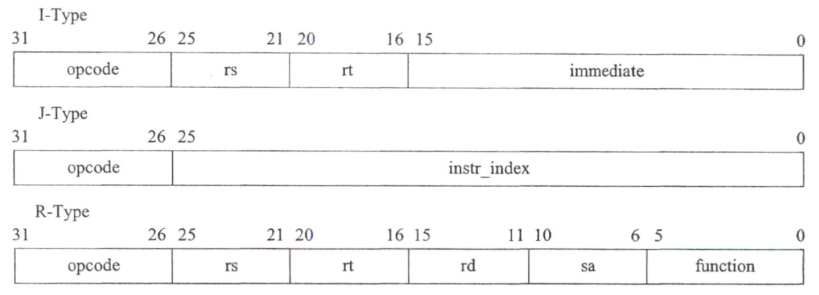 I-Type
31 26 25 21 20 16 15 0
opcode rs rt immediate
J-Type
31 26 25 0
opcode instr_index
R-Type
31 26 25 21 20 16 15 11 10 6 5 0
opcode rs rt rd sa function